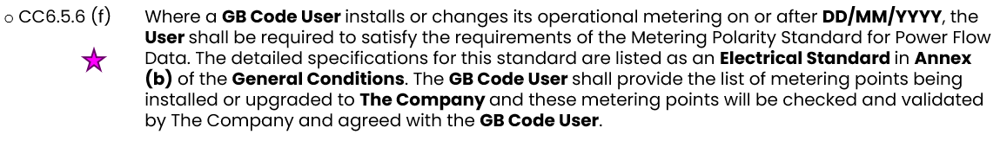 ○ CC6.5.6 (f) Where a GB Code User installs or changes its operational metering on or after DD/MM/YYYY, the
User shall be required to satisfy the requirements of the Metering Polarity Standard for Power Flow
Data. The detailed specifications for this standard are listed as an Electrical Standard in Annex
(b) of the General Conditions. The GB Code User shall provide the list of metering points being
installed or upgraded to The Company and these metering points will be checked and validated
by The Company and agreed with the GB Code User.